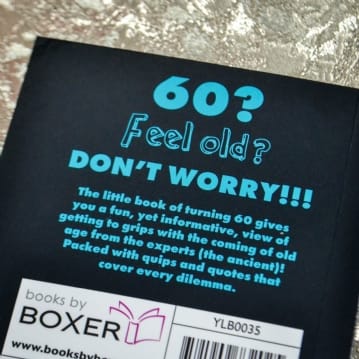 60?
Feel old?
DON'T WORRY!!!
The little book of turning 60 gives
you a fun, yet informative, view of
getting to grips with the coming of old
age from the experts (the ancient)!
Packed with quips and quotes that
cover every dilemma.
books by
BOXER
YLB0035
www.booksbyb